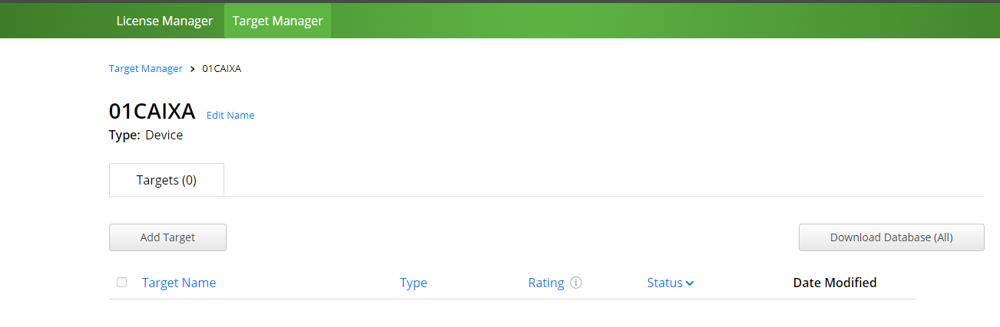 License Manager Target Manager
Target Manager > 01CAIXA
01CAIXA Edit Name
Type: Device
Targets (0)
Add Target Download Database (All)
Target Name Type Rating Status Date Modified